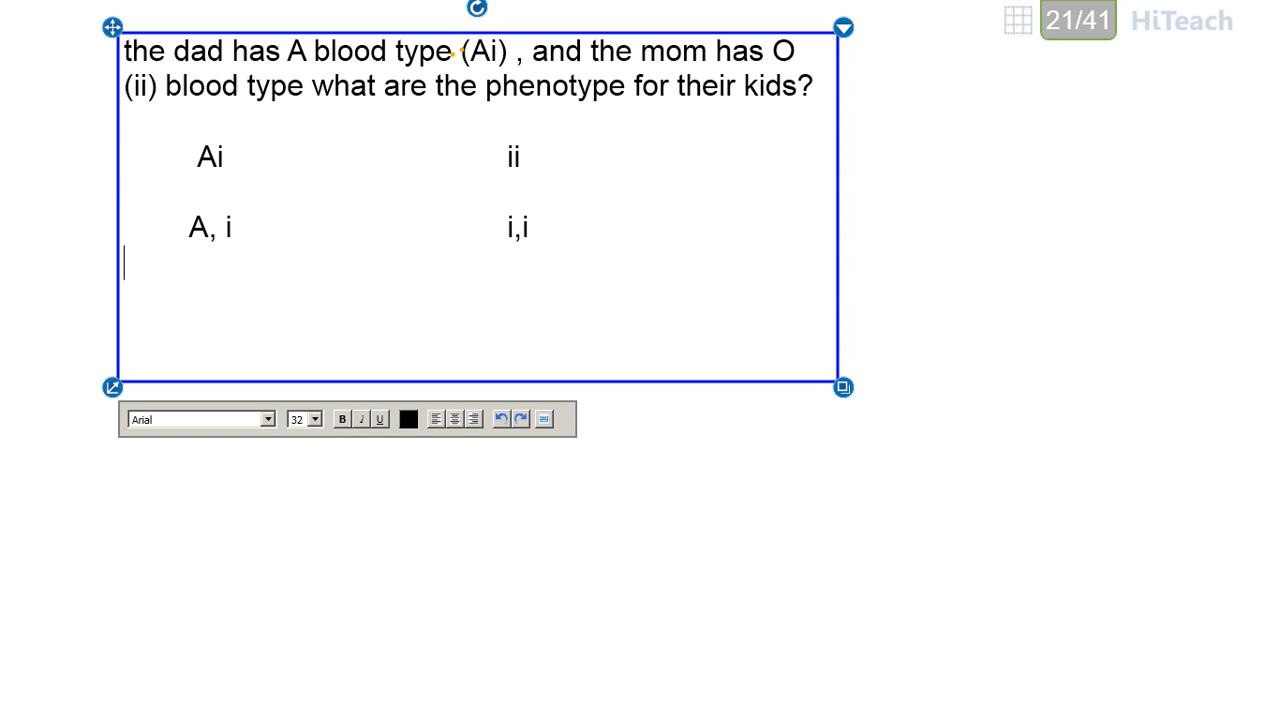 21/41 HiTeach
the dad has A blood type (Ai) , and the mom has O
(ii) blood type what are the phenotype for their kids?
Ai ii
A, i i,i
Arial 32 B I U